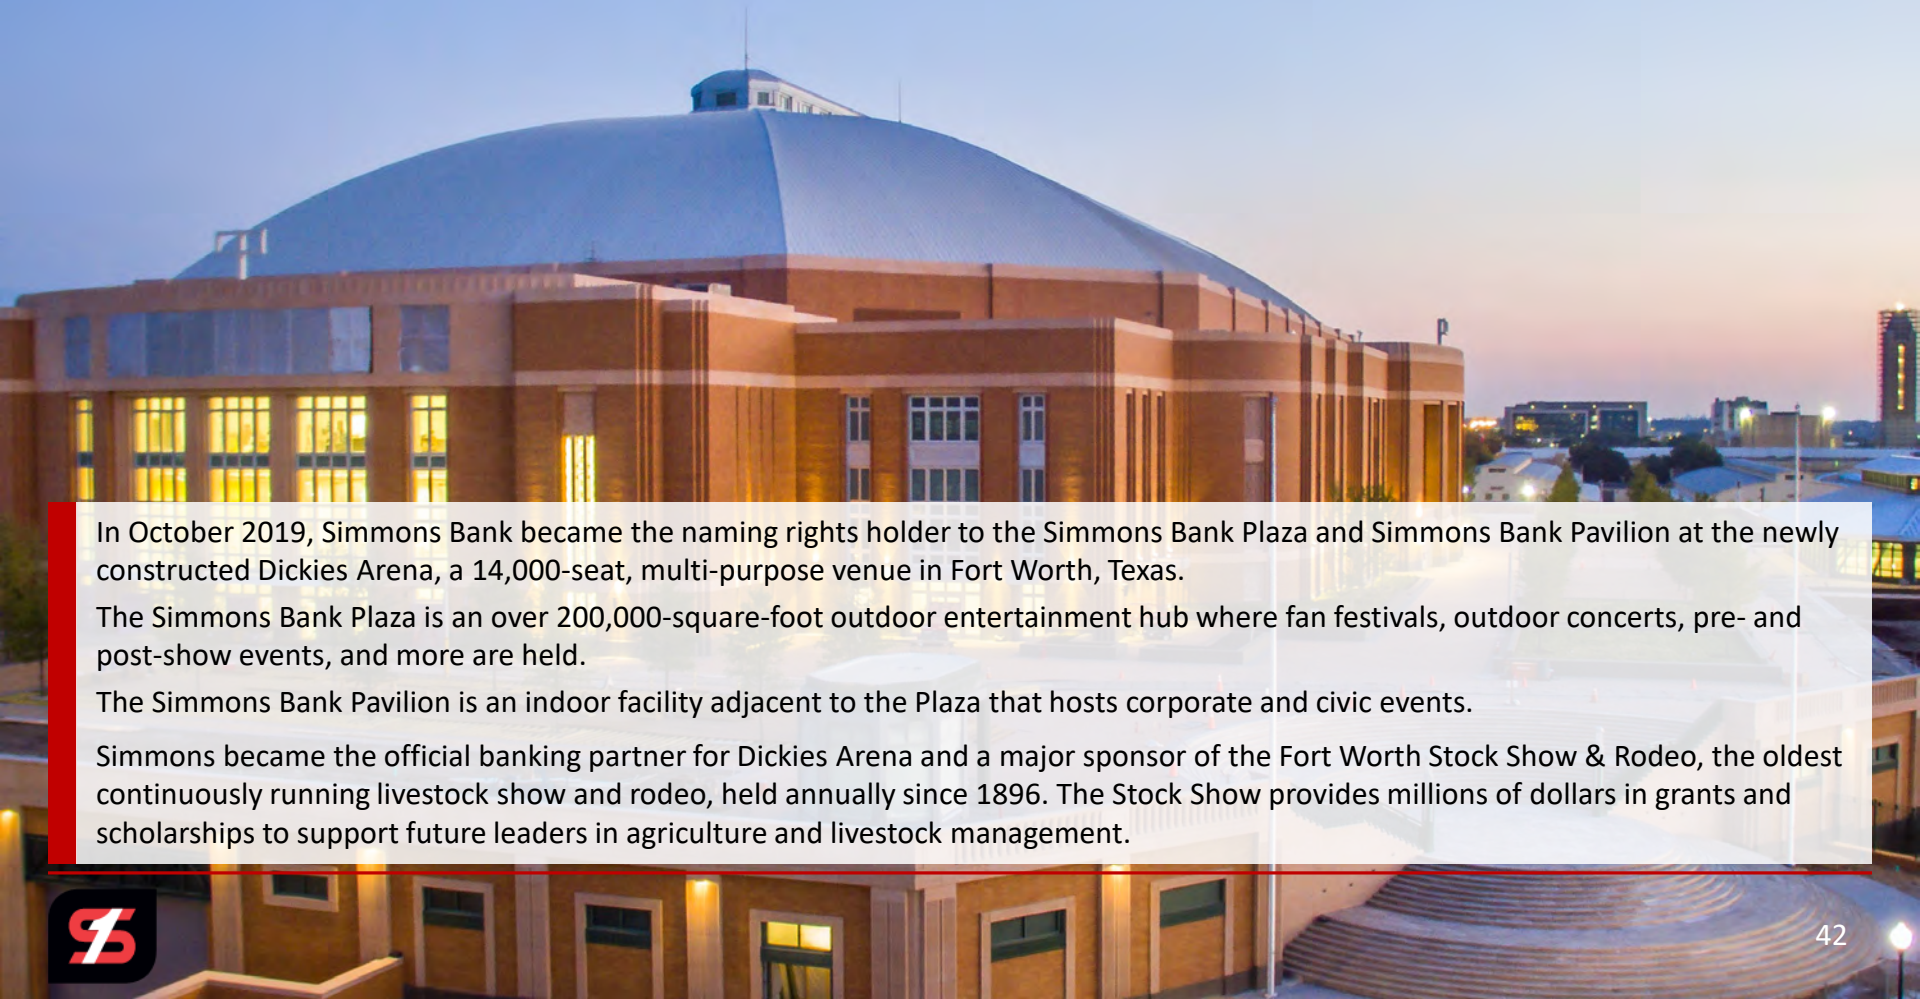 In October 2019, Simmons Bank became the naming rights holder to the Simmons Bank Plaza and Simmons Bank Pavilion at the newly
constructed Dickies Arena, a 14,000-seat, multi-purpose venue in Fort Worth, Texas.
The Simmons Bank Plaza is an over 200,000-square-foot outdoor entertainment hub where fan festivals, outdoor concerts, pre- and
post-show events, and more are held.
The Simmons Bank Pavilion is an indoor facility adjacent to the Plaza that hosts corporate and civic events.
Simmons became the official banking partner for Dickies Arena and a major sponsor of the Fort Worth Stock Show & Rodeo, the oldest
continuously running livestock show and rodeo, held annually since 1896. The Stock Show provides millions of dollars in grants and
scholarships to support future leaders in agriculture and livestock management.
42